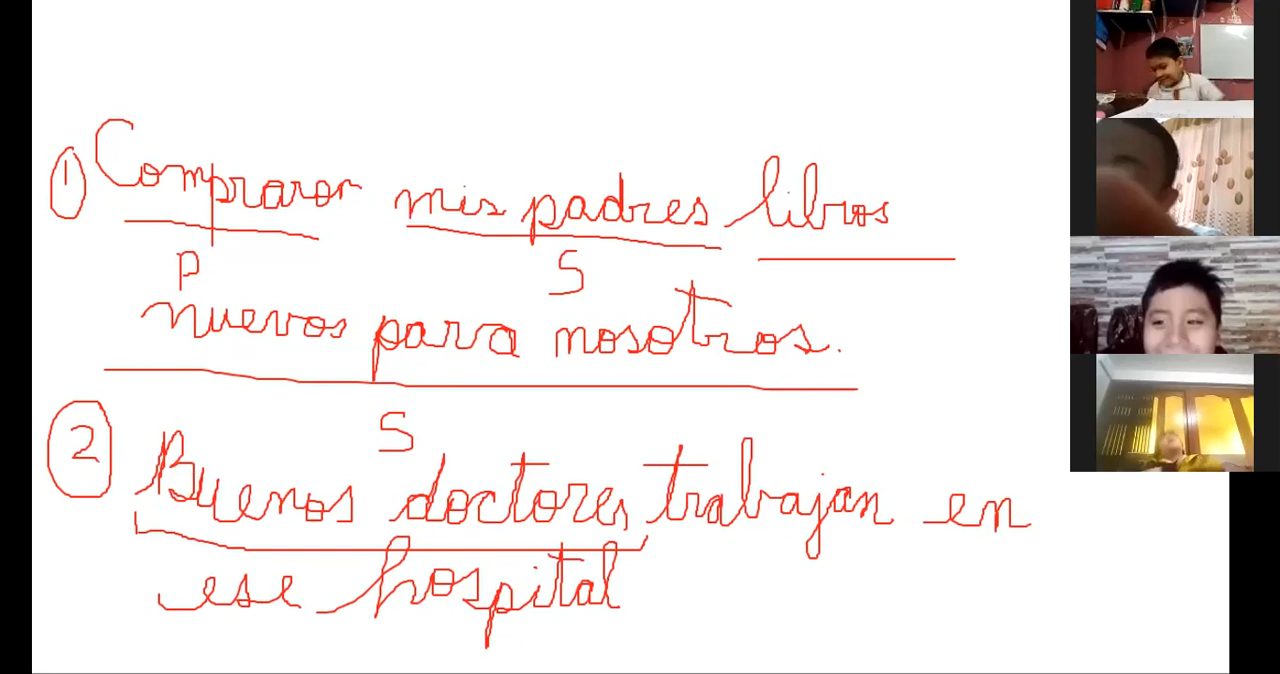 ① Compraron mis padres libros
P S
nuevos para nosotros.
S
② Buenos doctores trabajan en
ese hospital